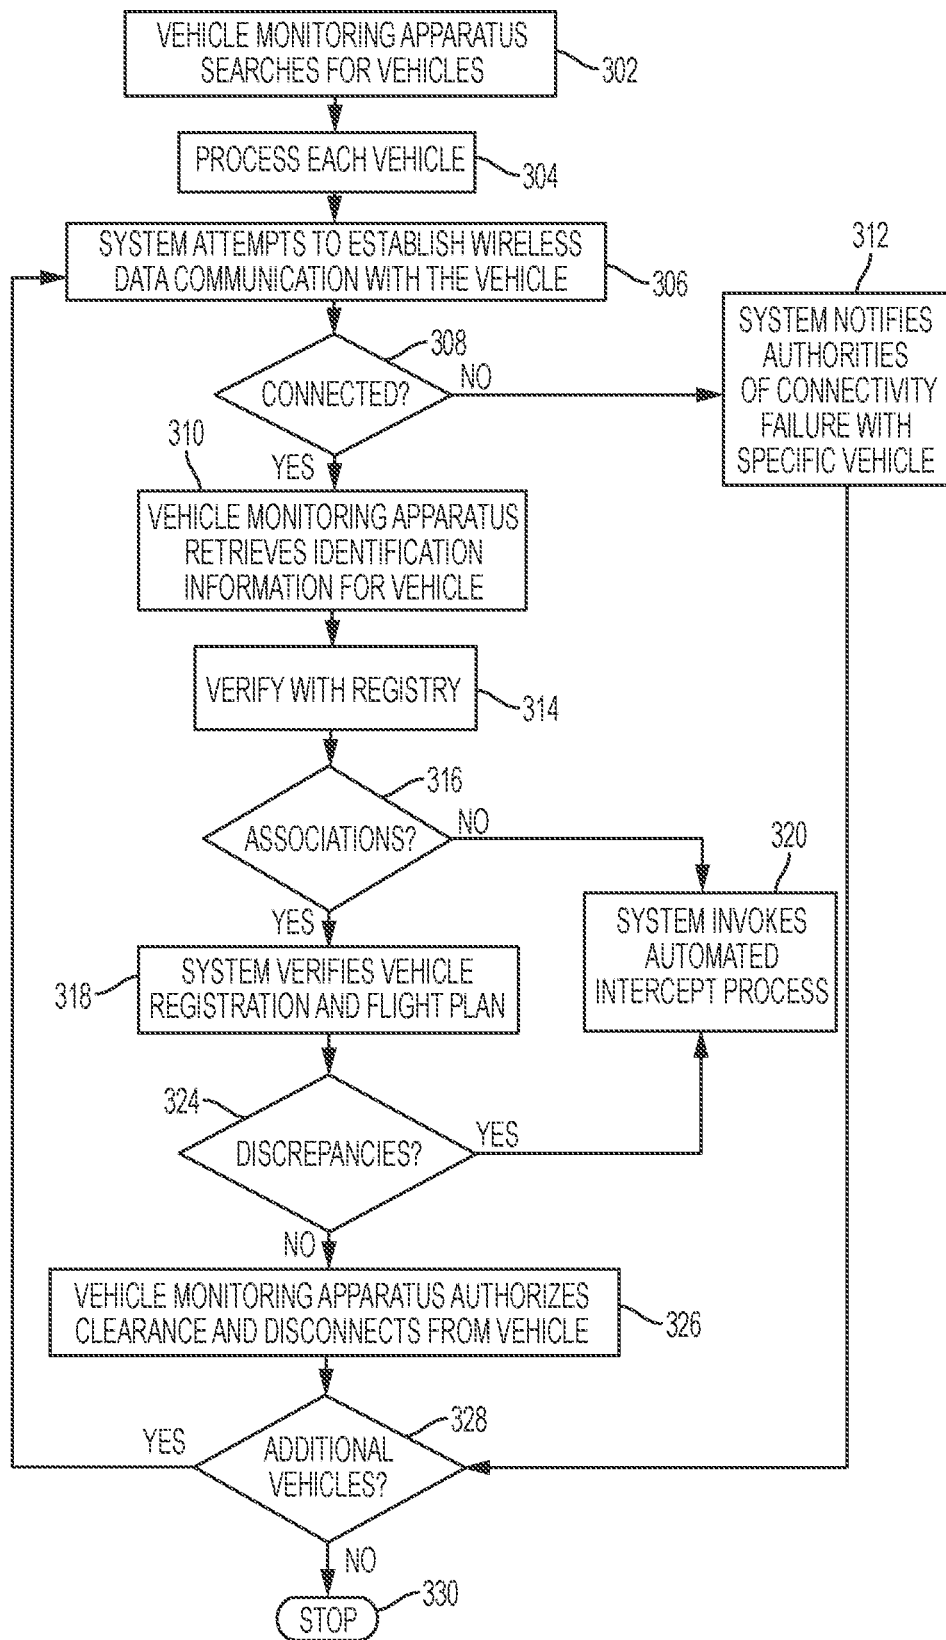 VEHICLE MONITORING APPARATUS
SEARCHES FOR VEHICLES
302
PROCESS EACH VEHICLE
304
SYSTEM ATTEMPTS TO ESTABLISH WIRELESS
DATA COMMUNICATION WITH THE VEHICLE
306
312
SYSTEM NOTIFIES
AUTHORITIES
OF CONNECTIVITY
FAILURE WITH
SPECIFIC VEHICLE
308
CONNECTED?
NO
YES
310
VEHICLE MONITORING APPARATUS
RETRIEVES IDENTIFICATION
INFORMATION FOR VEHICLE
VERIFY WITH REGISTRY
314
316
ASSOCIATIONS?
NO
YES
320
SYSTEM INVOKES
AUTOMATED
INTERCEPT PROCESS
318
SYSTEM VERIFIES VEHICLE
REGISTRATION AND FLIGHT PLAN
324
DISCREPANCIES?
YES
NO
VEHICLE MONITORING APPARATUS AUTHORIZES
CLEARANCE AND DISCONNECTS FROM VEHICLE
326
328
YES
ADDITIONAL
VEHICLES?
NO
STOP
330